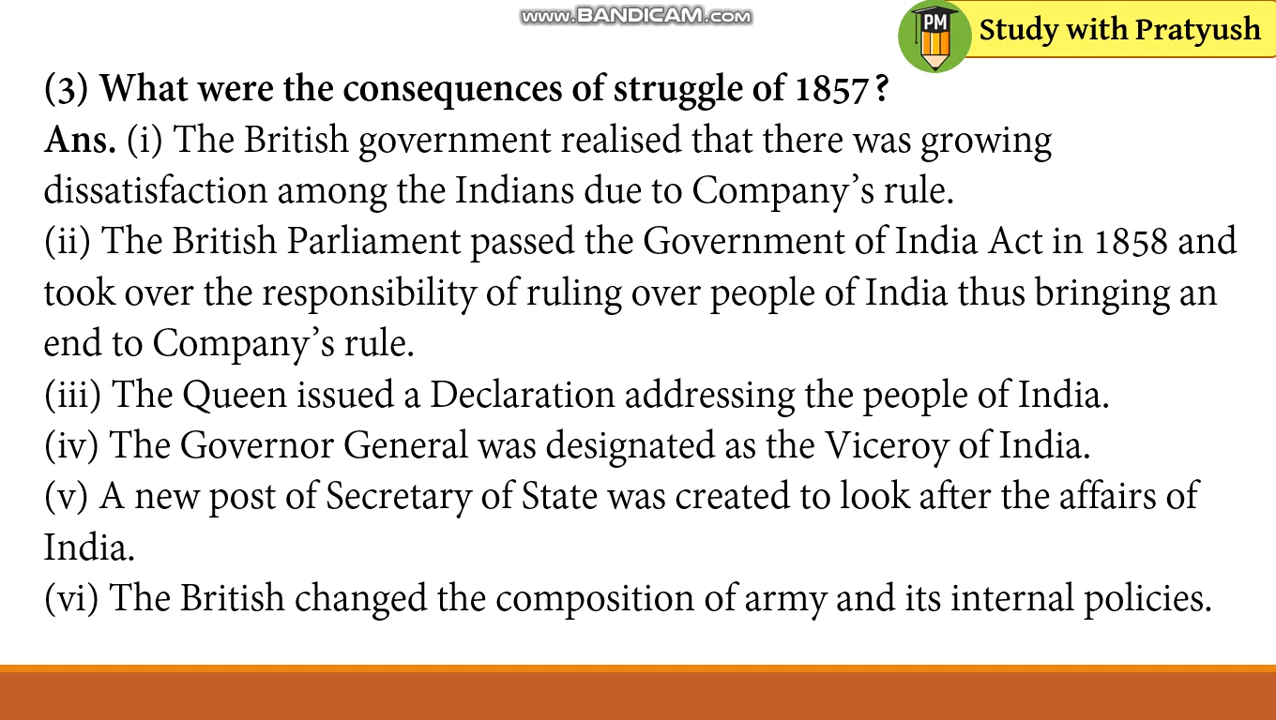 www.BANDICAM.com
PM
Study with Pratyush
(3) What were the consequences of struggle of 1857?
Ans. (i) The British government realised that there was growing
dissatisfaction among the Indians due to Company’s rule.
(ii) The British Parliament passed the Government of India Act in 1858 and
took over the responsibility of ruling over people of India thus bringing an
end to Company’s rule.
(iii) The Queen issued a Declaration addressing the people of India.
(iv) The Governor General was designated as the Viceroy of India.
(v) A new post of Secretary of State was created to look after the affairs of
India.
(vi) The British changed the composition of army and its internal policies.